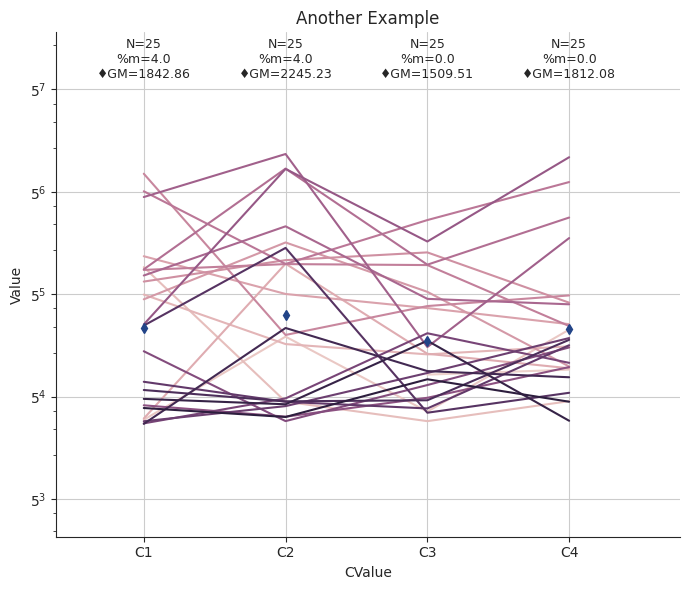 Another Example
N=25 N=25 N=25 N=25
%m=4.0 %m=4.0 %m=0.0 %m=0.0
♦GM=1842.86 ♦GM=2245.23 ♦GM=1509.51 ♦GM=1812.08
5⁷
5⁶
5⁵
5⁴
5³
Value
C1 C2 C3 C4
CValue